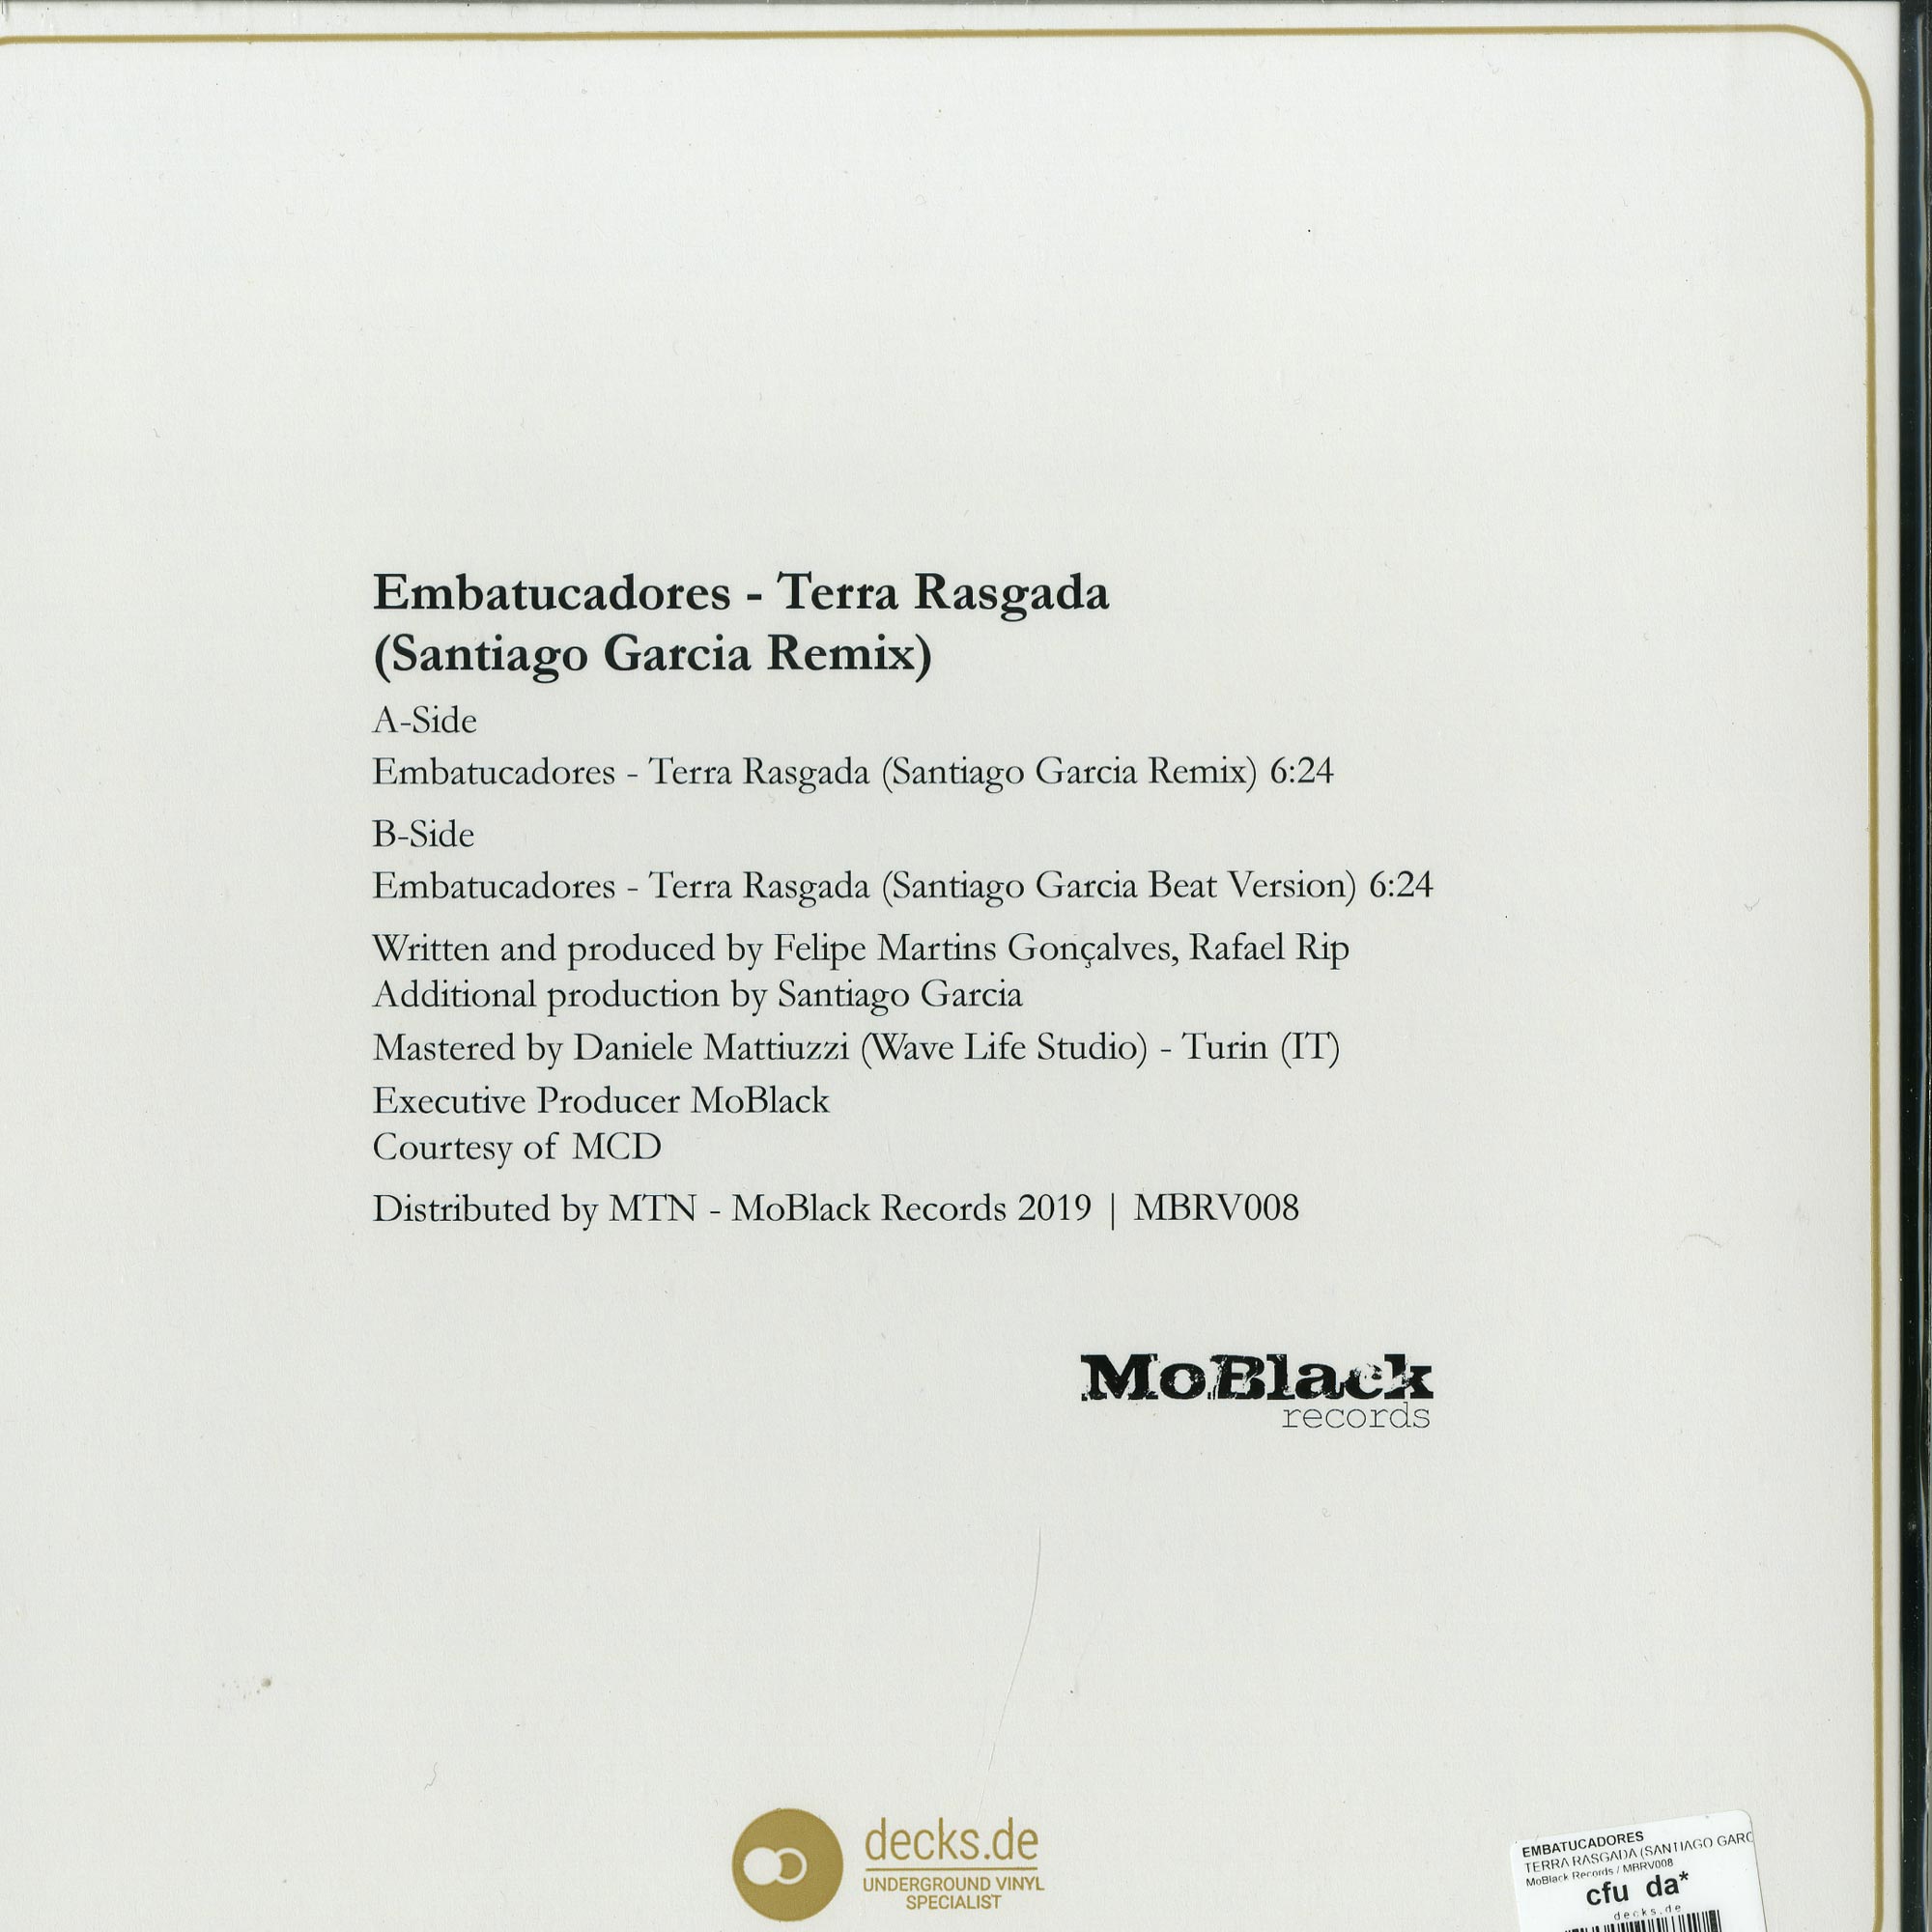 Embatucadores - Terra Rasgada
(Santiago Garcia Remix)
A-Side
Embatucadores - Terra Rasgada (Santiago Garcia Remix) 6:24
B-Side
Embatucadores - Terra Rasgada (Santiago Garcia Beat Version) 6:24
Written and produced by Felipe Martins Gonçalves, Rafael Rip
Additional production by Santiago Garcia
Mastered by Daniele Mattiuzzi (Wave Life Studio) - Turin (IT)
Executive Producer MoBlack
Courtesy of MCD
Distributed by MTN - MoBlack Records 2019 | MBRV008
MoBlack
records
decks.de
UNDERGROUND VINYL
SPECIALIST
EMBATUCADORES
TERRA RASGADA (SANTIAGO GARC
MoBlack Records / MBRV008
cfu da*
decks.de